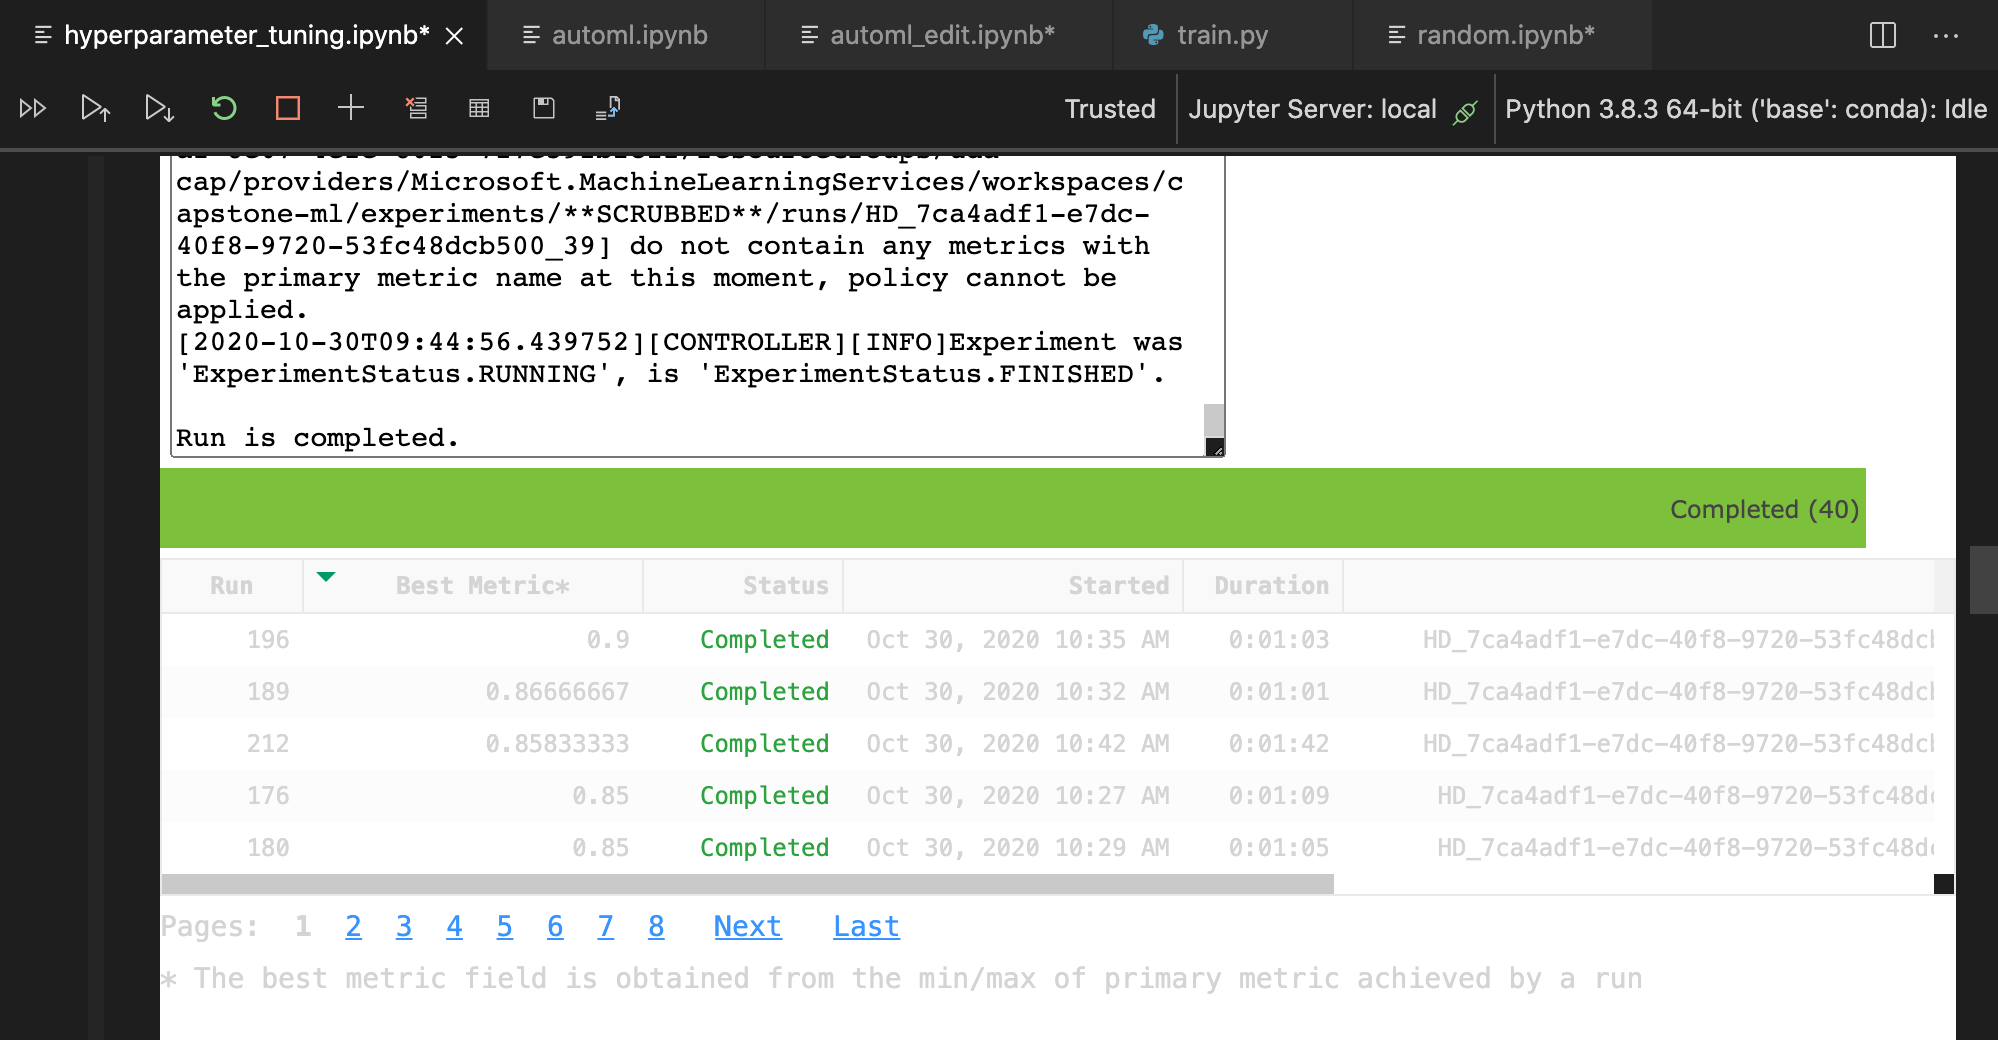 hyperparameter_tuning.ipynb* automl.ipynb automl_edit.ipynb* train.py random.ipynb*
Trusted Jupyter Server: local Python 3.8.3 64-bit ('base': conda): Idle
cap/providers/Microsoft.MachineLearningServices/workspaces/c
apstone-ml/experiments/**SCRUBBED**/runs/HD_7ca4adf1-e7dc-
40f8-9720-53fc48dcb500_39] do not contain any metrics with
the primary metric name at this moment, policy cannot be
applied.
[2020-10-30T09:44:56.439752][CONTROLLER][INFO]Experiment was
'ExperimentStatus.RUNNING', is 'ExperimentStatus.FINISHED'.
Run is completed.
Completed (40)
Run Best Metric* Status Started Duration
196 0.9 Completed Oct 30, 2020 10:35 AM 0:01:03 HD_7ca4adf1-e7dc-40f8-9720-53fc48dc
189 0.86666667 Completed Oct 30, 2020 10:32 AM 0:01:01 HD_7ca4adf1-e7dc-40f8-9720-53fc48dc
212 0.85833333 Completed Oct 30, 2020 10:42 AM 0:01:42 HD_7ca4adf1-e7dc-40f8-9720-53fc48dc
176 0.85 Completed Oct 30, 2020 10:27 AM 0:01:09 HD_7ca4adf1-e7dc-40f8-9720-53fc48d
180 0.85 Completed Oct 30, 2020 10:29 AM 0:01:05 HD_7ca4adf1-e7dc-40f8-9720-53fc48d
Pages: 1 2 3 4 5 6 7 8 Next Last
* The best metric field is obtained from the min/max of primary metric achieved by a run